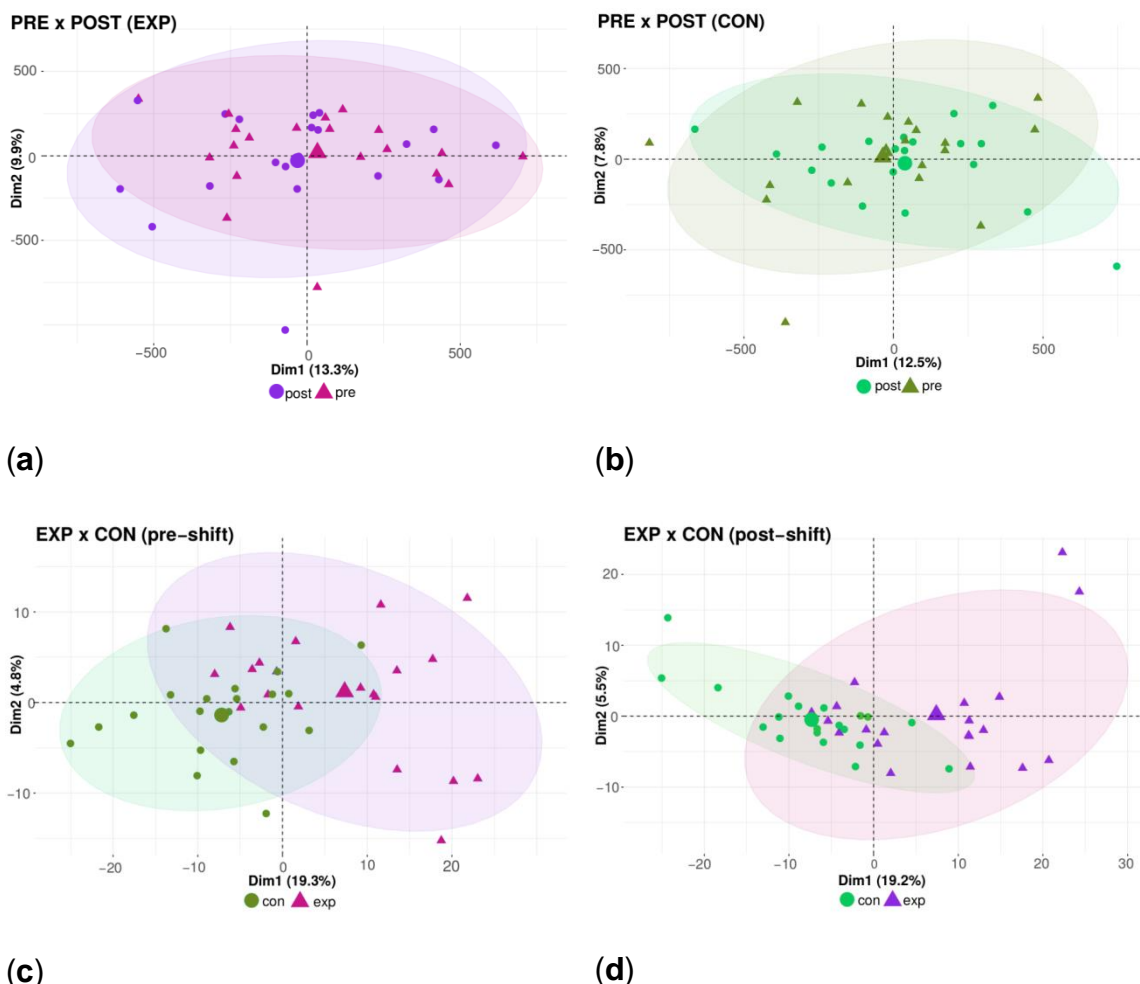 PRE x POST (EXP)
500
0
−500
Dim2 (9.9%)
−500
0
500
Dim1 (13.3%)
post pre
(a)
PRE x POST (CON)
500
0
−500
Dim2 (7.8%)
−500
0
500
Dim1 (12.5%)
post pre
(b)
EXP x CON (pre−shift)
10
0
−10
Dim2 (4.8%)
−20
−10
0
10
20
Dim1 (19.3%)
con exp
(c)
EXP x CON (post−shift)
20
10
0
−10
Dim2 (5.5%)
−20
−10
0
10
20
30
Dim1 (19.2%)
con exp
(d)